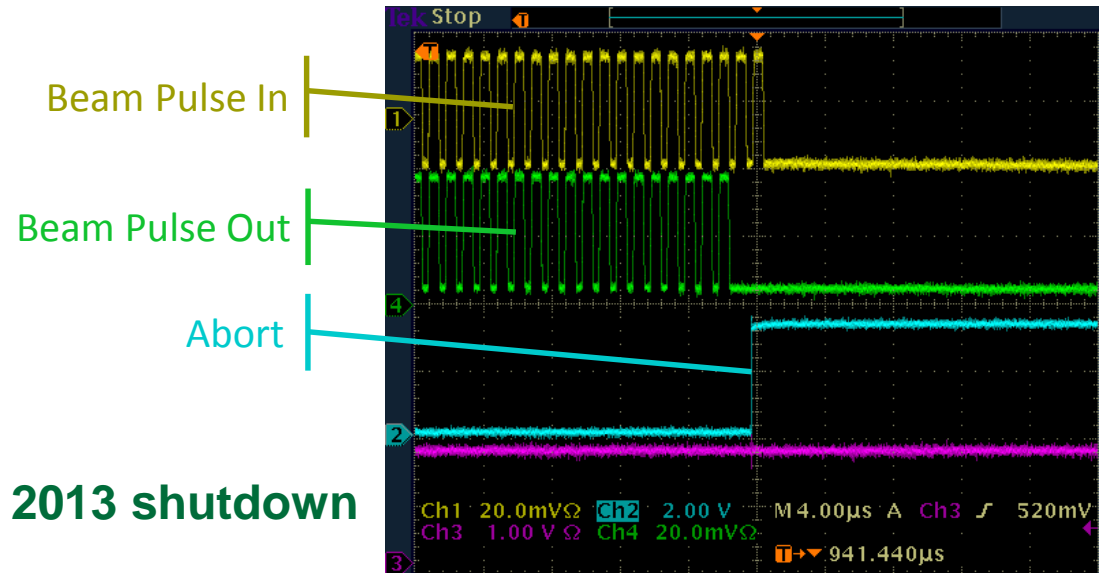 Tek Stop
T
T
Beam Pulse In
1
Beam Pulse Out
4
Abort
2
2013 shutdown
Ch1 20.0mVΩ Ch2 2.00 V M4.00µs A Ch3 ʃ 520mV
Ch3 1.00 V Ω Ch4 20.0mVΩ
T→▼ 941.440µs
3